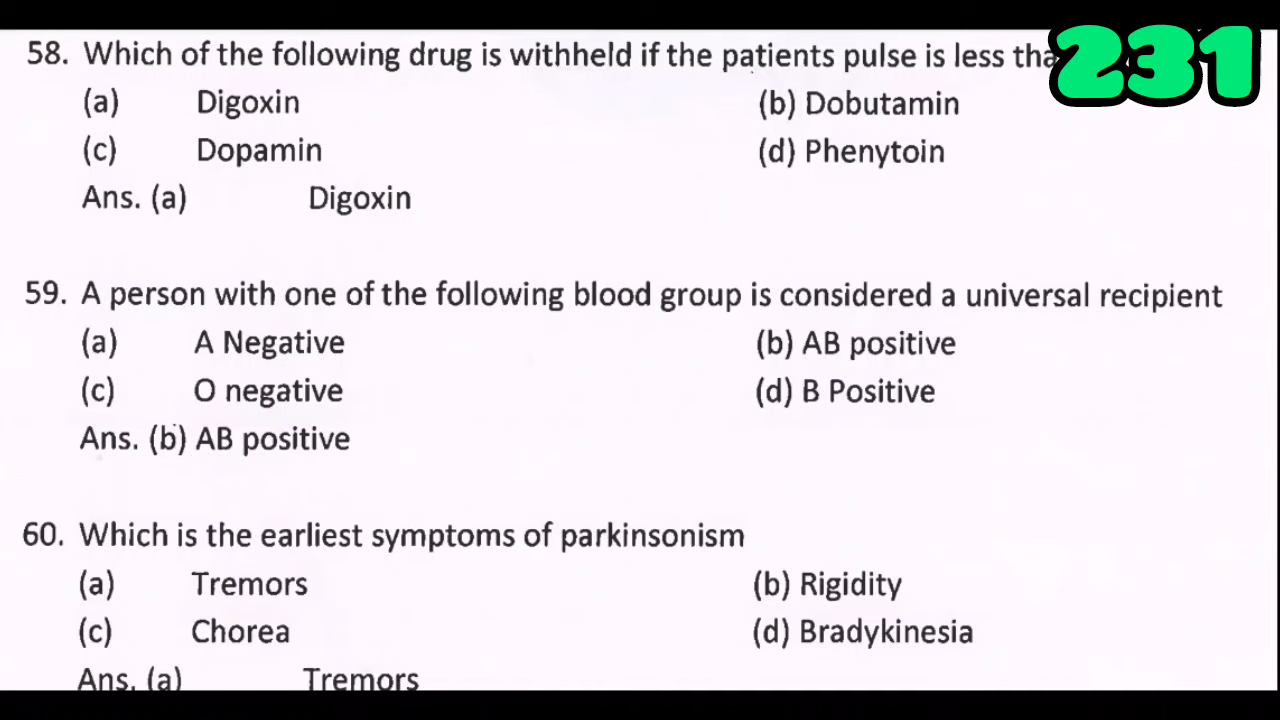 58. Which of the following drug is withheld if the patients pulse is less tha
231
(a) Digoxin (b) Dobutamin
(c) Dopamin (d) Phenytoin
Ans. (a) Digoxin
59. A person with one of the following blood group is considered a universal recipient
(a) A Negative (b) AB positive
(c) O negative (d) B Positive
Ans. (b) AB positive
60. Which is the earliest symptoms of parkinsonism
(a) Tremors (b) Rigidity
(c) Chorea (d) Bradykinesia
Ans. (a) Tremors